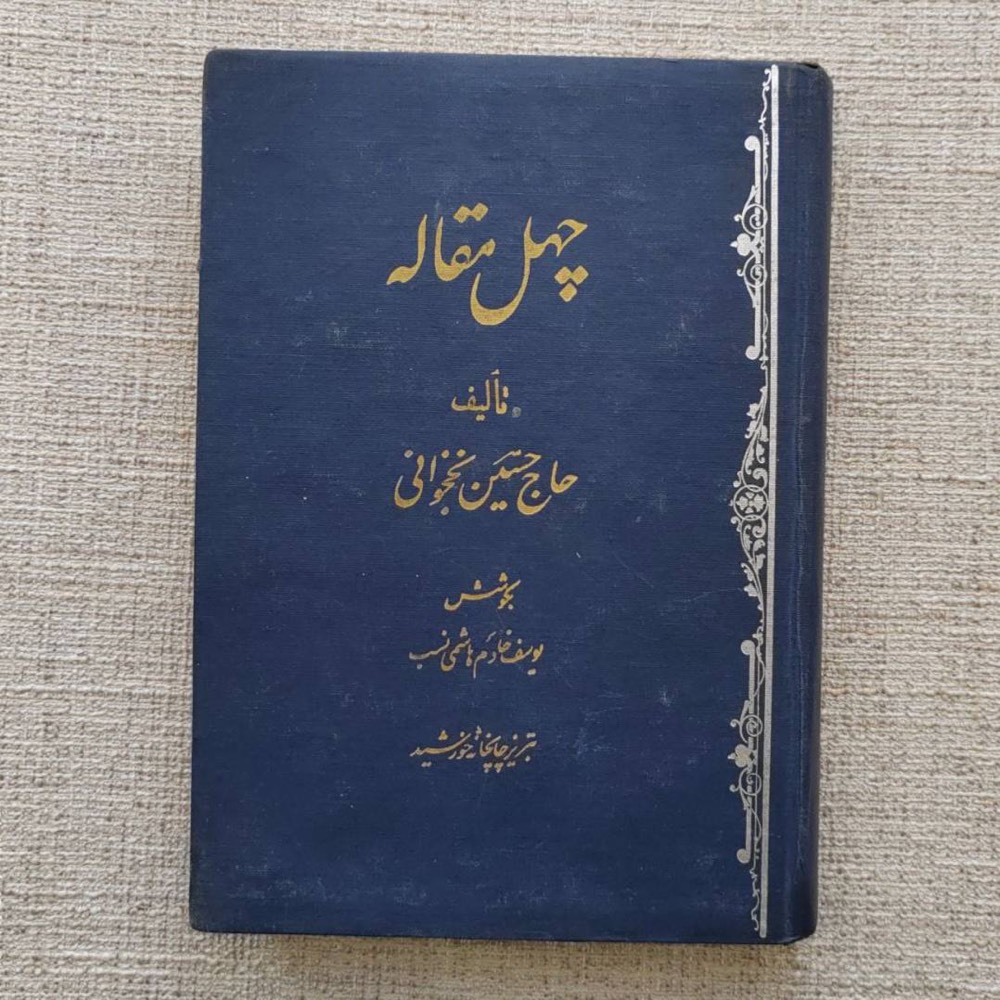 چهل مقاله
تألیف
حاج حسین نخجوانی
بکوشش
یوسف خادم هاشمی نسب
تبریز چاپخانهٔ خورشید